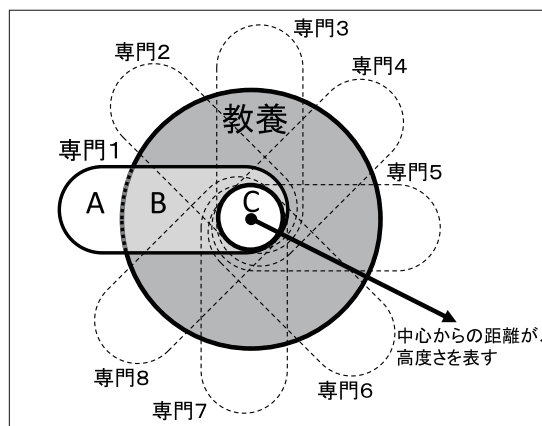 専門3
専門2
専門4
教養
専門1
専門5
A
B
C
中心からの距離が、
高度さを表す
専門8
専門6
専門7